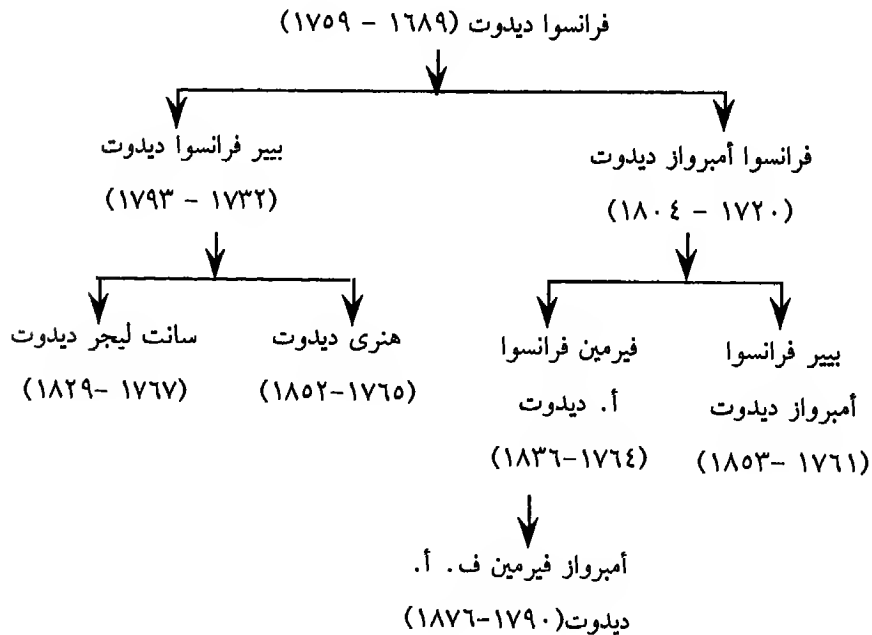 فرانسوا ديدوت (١٦٨٩ - ١٧٥٩)
فرانسوا أمبرواز ديدوت
(١٧٢٠ - ١٨٠٤)
بيير فرانسوا ديدوت
(١٧٣٢ - ١٧٩٣)
بيير فرانسوا
أمبرواز ديدوت
(١٧٦١ -١٨٥٣)
فيرمين فرانسوا
أ. ديدوت
(١٧٦٤-١٨٣٦)
هنرى ديدوت
(١٧٦٥-١٨٥٢)
سانت ليجر ديدوت
(١٧٦٧ -١٨٢٩)
أمبرواز فيرمين ف. أ.
ديدوت(١٧٩٠-١٨٧٦)